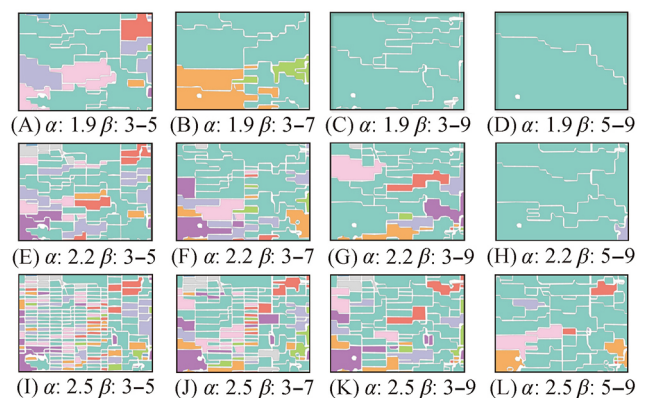 (A) α: 1.9 β: 3–5 (B) α: 1.9 β: 3–7 (C) α: 1.9 β: 3–9 (D) α: 1.9 β: 5–9
(E) α: 2.2 β: 3–5 (F) α: 2.2 β: 3–7 (G) α: 2.2 β: 3–9 (H) α: 2.2 β: 5–9
(I) α: 2.5 β: 3–5 (J) α: 2.5 β: 3–7 (K) α: 2.5 β: 3–9 (L) α: 2.5 β: 5–9